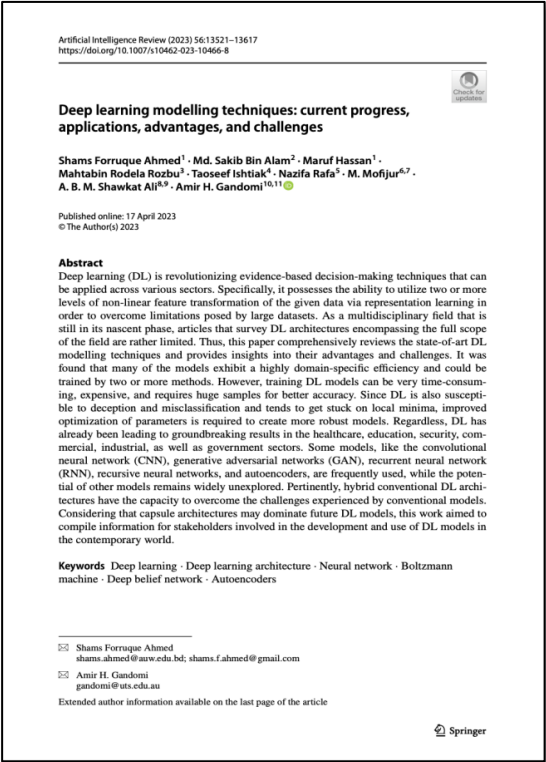 Artificial Intelligence Review (2023) 56:13521–13617
https://doi.org/10.1007/s10462-023-10466-8
Check for
updates
Deep learning modelling techniques: current progress,
applications, advantages, and challenges
Shams Forruque Ahmed1 · Md. Sakib Bin Alam2 · Maruf Hassan1 ·
Mahtabin Rodela Rozbu3 · Taoseef Ishtiak4 · Nazifa Rafa5 · M. Mofijur6,7 ·
A. B. M. Shawkat Ali8,9 · Amir H. Gandomi10,11
Published online: 17 April 2023
© The Author(s) 2023
Abstract
Deep learning (DL) is revolutionizing evidence-based decision-making techniques that can
be applied across various sectors. Specifically, it possesses the ability to utilize two or more
levels of non-linear feature transformation of the given data via representation learning in
order to overcome limitations posed by large datasets. As a multidisciplinary field that is
still in its nascent phase, articles that survey DL architectures encompassing the full scope
of the field are rather limited. Thus, this paper comprehensively reviews the state-of-art DL
modelling techniques and provides insights into their advantages and challenges. It was
found that many of the models exhibit a highly domain-specific efficiency and could be
trained by two or more methods. However, training DL models can be very time-consum-
ing, expensive, and requires huge samples for better accuracy. Since DL is also suscepti-
ble to deception and misclassification and tends to get stuck on local minima, improved
optimization of parameters is required to create more robust models. Regardless, DL has
already been leading to groundbreaking results in the healthcare, education, security, com-
mercial, industrial, as well as government sectors. Some models, like the convolutional
neural network (CNN), generative adversarial networks (GAN), recurrent neural network
(RNN), recursive neural networks, and autoencoders, are frequently used, while the poten-
tial of other models remains widely unexplored. Pertinently, hybrid conventional DL archi-
tectures have the capacity to overcome the challenges experienced by conventional models.
Considering that capsule architectures may dominate future DL models, this work aimed to
compile information for stakeholders involved in the development and use of DL models in
the contemporary world.
Keywords Deep learning · Deep learning architecture · Neural network · Boltzmann
machine · Deep belief network · Autoencoders
Shams Forruque Ahmed
shams.ahmed@auw.edu.bd; shams.f.ahmed@gmail.com
Amir H. Gandomi
gandomi@uts.edu.au
Extended author information available on the last page of the article
Springer